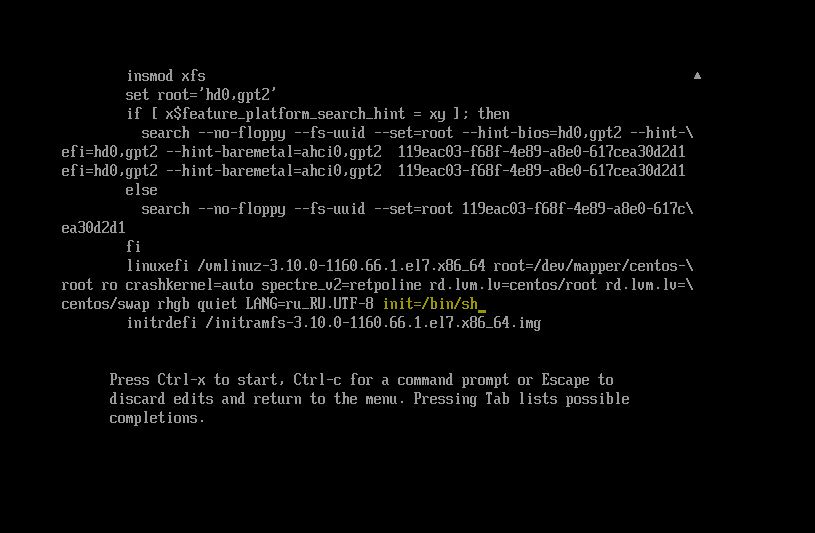 insmod xfs
set root='hd0,gpt2'
if [ x$feature_platform_search_hint = xy ]; then
search --no-floppy --fs-uuid --set=root --hint-bios=hd0,gpt2 --hint-\
efi=hd0,gpt2 --hint-baremetal=ahci0,gpt2  119eac03-f68f-4e89-a8e0-617cea30d2d1
efi=hd0,gpt2 --hint-baremetal=ahci0,gpt2  119eac03-f68f-4e89-a8e0-617cea30d2d1
else
search --no-floppy --fs-uuid --set=root 119eac03-f68f-4e89-a8e0-617c\
ea30d2d1
fi
linuxefi /vmlinuz-3.10.0-1160.66.1.el7.x86_64 root=/dev/mapper/centos-\
root ro crashkernel=auto spectre_v2=retpoline rd.lvm.lv=centos/root rd.lvm.lv=\
centos/swap rhgb quiet LANG=ru_RU.UTF-8 init=/bin/sh_
initrdefi /initramfs-3.10.0-1160.66.1.el7.x86_64.img
Press Ctrl-x to start, Ctrl-c for a command prompt or Escape to
discard edits and return to the menu. Pressing Tab lists possible
completions.